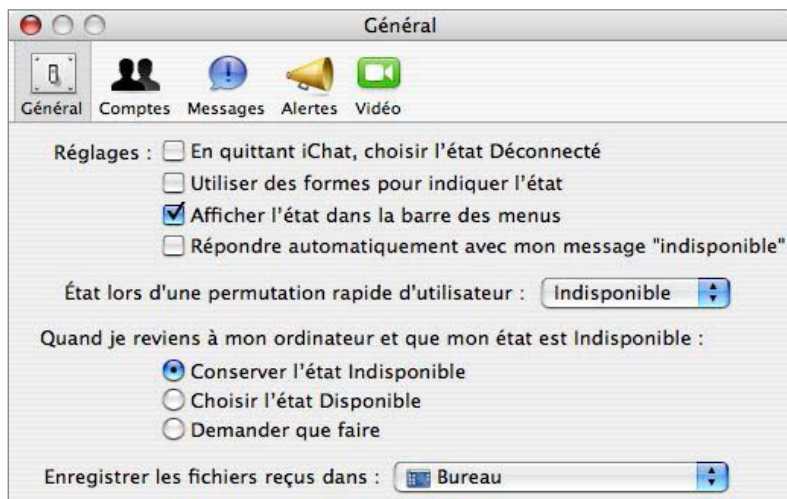 Général
Général Comptes Messages Alertes Vidéo
Réglages : En quittant iChat, choisir l'état Déconnecté
Utiliser des formes pour indiquer l'état
Afficher l'état dans la barre des menus
Répondre automatiquement avec mon message "indisponible"
État lors d'une permutation rapide d'utilisateur : Indisponible
Quand je reviens à mon ordinateur et que mon état est Indisponible :
Conserver l'état Indisponible
Choisir l'état Disponible
Demander que faire
Enregistrer les fichiers reçus dans : Bureau